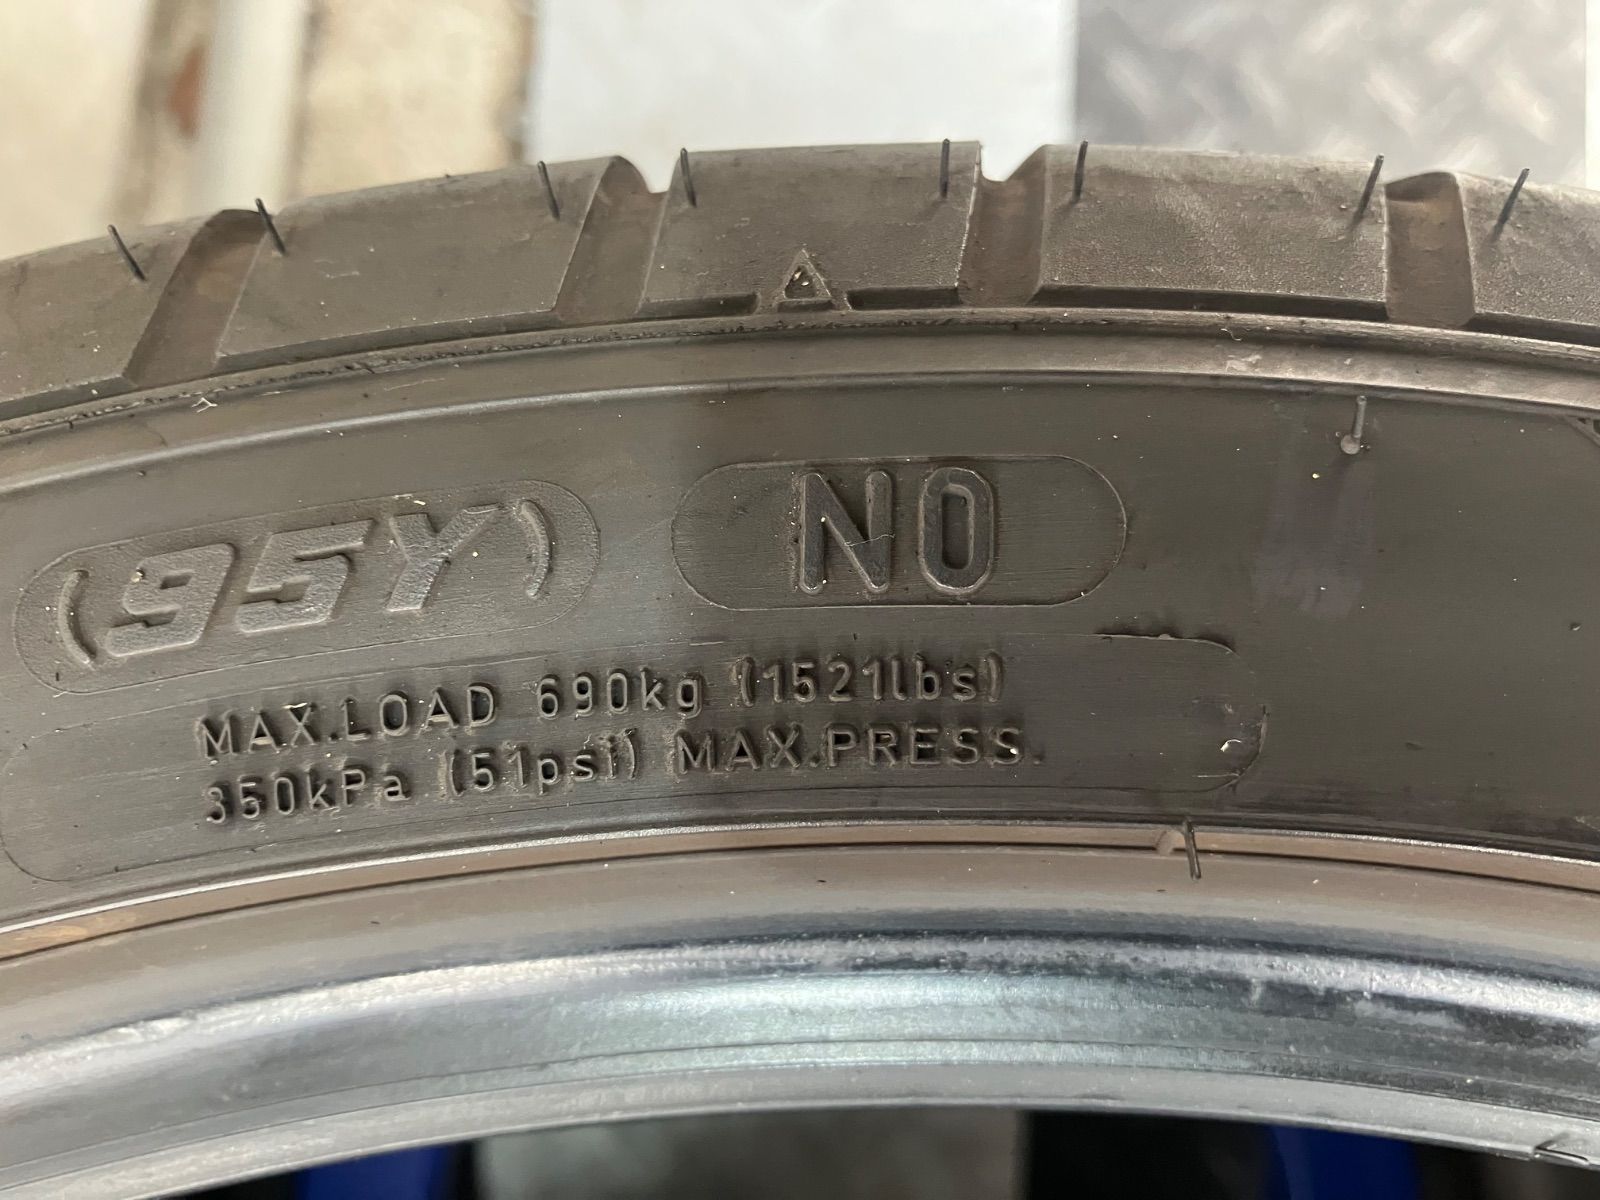 (95Y) N0
MAX.LOAD 690kg (1521lbs)
350kPa (51psi) MAX.PRESS.